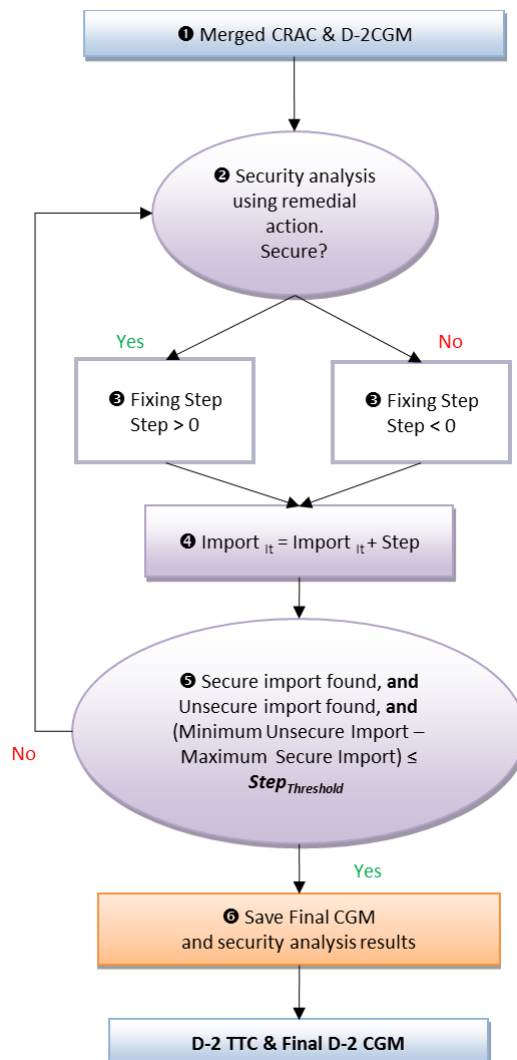 ❶ Merged CRAC & D-2CGM
❷ Security analysis
using remedial
action.
Secure?
Yes
No
❸ Fixing Step
Step > 0
❸ Fixing Step
Step < 0
❹ Import It = Import It + Step
❺ Secure import found, and
Unsecure import found, and
(Minimum Unsecure Import –
Maximum Secure Import) ≤
StepThreshold
No
Yes
❻ Save Final CGM
and security analysis results
D-2 TTC & Final D-2 CGM